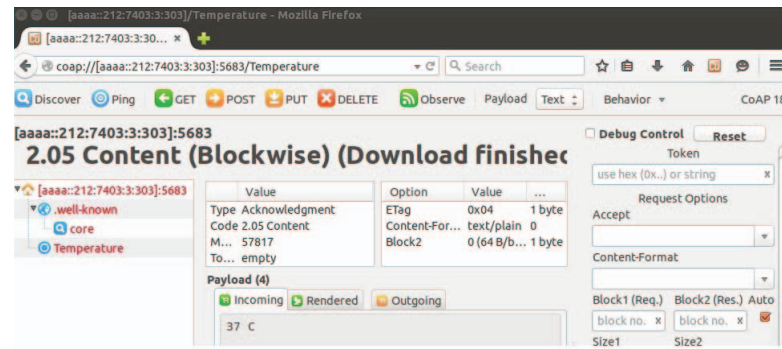 [aaaa::212:7403:3:303]/Temperature - Mozilla Firefox
[aaaa::212:7403:3:30... ×
coap://[aaaa::212:7403:3:303]:5683/Temperature
Search
Discover Ping GET POST PUT DELETE Observe Payload Text Behavior CoAP 18
[aaaa::212:7403:3:303]:5683
2.05 Content (Blockwise) (Download finished
Debug Control Reset
Token
use hex (0x..) or string x
Request Options
Accept
Content-Format
Block1 (Req.) Block2 (Res.) Auto
block no. x block no. x
Size1 Size2
[aaaa::212:7403:3:303]:5683
.well-known
core
Temperature
Value
Type Acknowledgment
Code 2.05 Content
M... 57817
To... empty
Option Value ...
ETag 0x04 1 byte
Content-For... text/plain 0
Block2 0 (64 B/b... 1 byte
Payload (4)
Incoming Rendered Outgoing
37 C